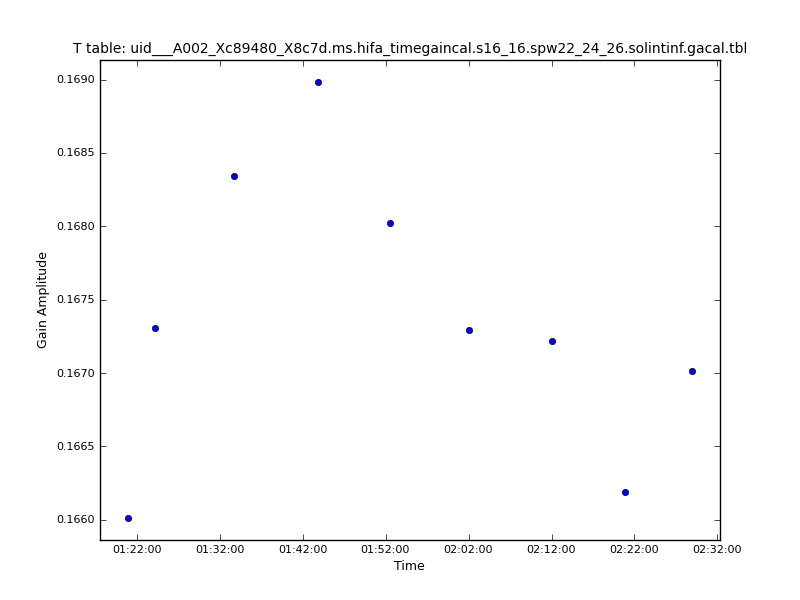 T table: uid___A002_Xc89480_X8c7d.ms.hifa_timegaincal.s16_16.spw22_24_26.solintinf.gacal.tbl
0.1690
0.1685
0.1680
0.1675
0.1670
0.1665
0.1660
Gain Amplitude
01:22:00 01:32:00 01:42:00 01:52:00 02:02:00 02:12:00 02:22:00 02:32:00
Time